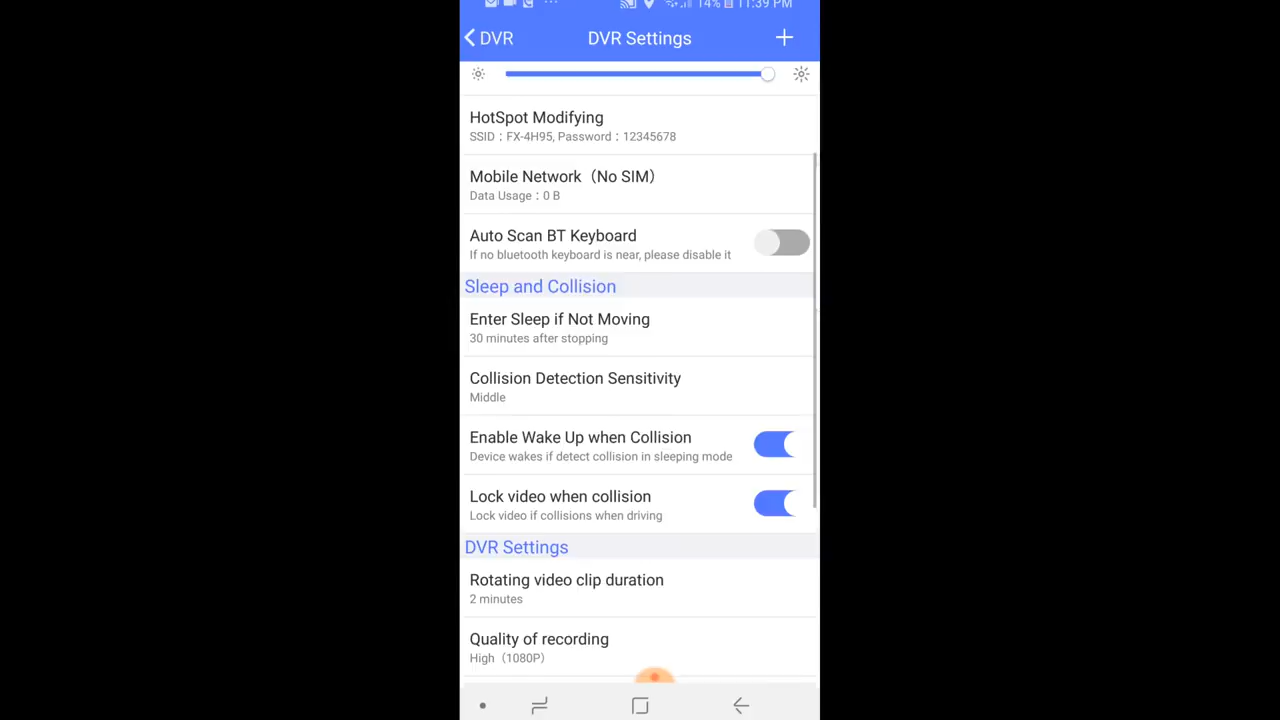 14% 11:39 PM
DVR DVR Settings +
HotSpot Modifying
SSID：FX-4H95, Password：12345678
Mobile Network（No SIM）
Data Usage：0 B
Auto Scan BT Keyboard
If no bluetooth keyboard is near, please disable it
Sleep and Collision
Enter Sleep if Not Moving
30 minutes after stopping
Collision Detection Sensitivity
Middle
Enable Wake Up when Collision
Device wakes if detect collision in sleeping mode
Lock video when collision
Lock video if collisions when driving
DVR Settings
Rotating video clip duration
2 minutes
Quality of recording
High（1080P）